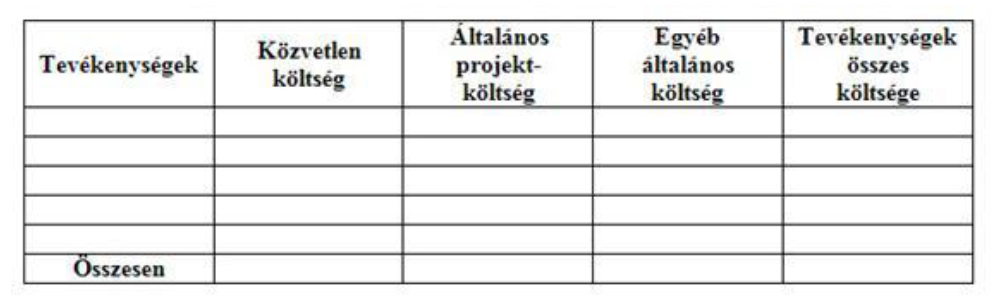 Tevékenységek
Közvetlen
költség
Általános
projekt-
költség
Egyéb
általános
költség
Tevékenységek
összes
költsége
Összesen